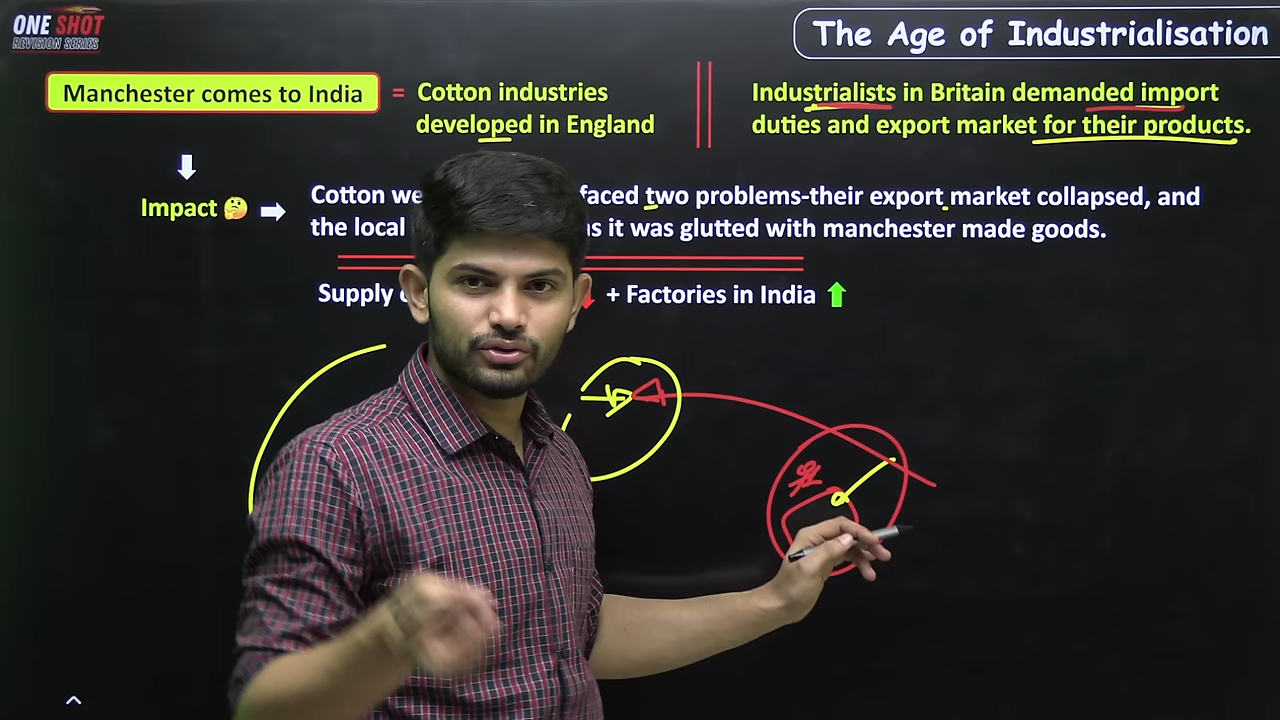 ONE SHOT
REVISION SERIES
The Age of Industrialisation
Manchester comes to India = Cotton industries
developed in England
Industrialists in Britain demanded import
duties and export market for their products.
Impact
Cotton faced two problems-their export market collapsed, and
the local as it was glutted with manchester made goods.
Supply + Factories in India